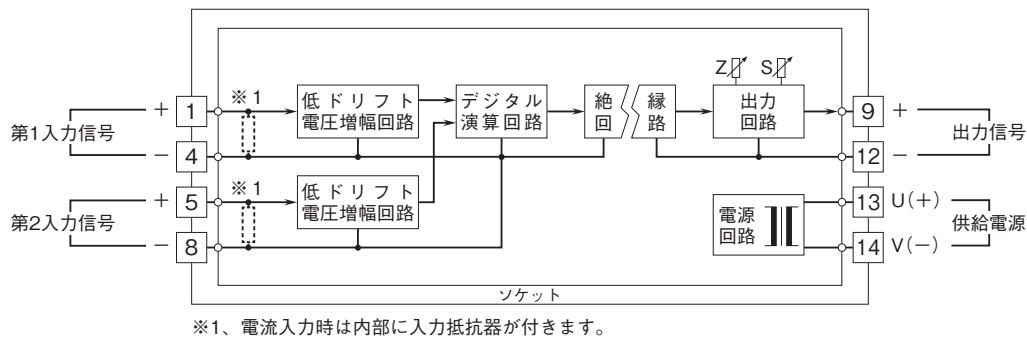 Z S
※1
低ドリフト
電圧増幅回路
デジタル
演算回路
絶
回
縁
路
出力
回路
+ 1
9 +
第1入力信号
出力信号
− 4
12 −
※1
低ドリフト
電圧増幅回路
+ 5
13 U(+)
第2入力信号
電源
回路
供給電源
− 8
14 V(−)
ソケット
※1、電流入力時は内部に入力抵抗器が付きます。